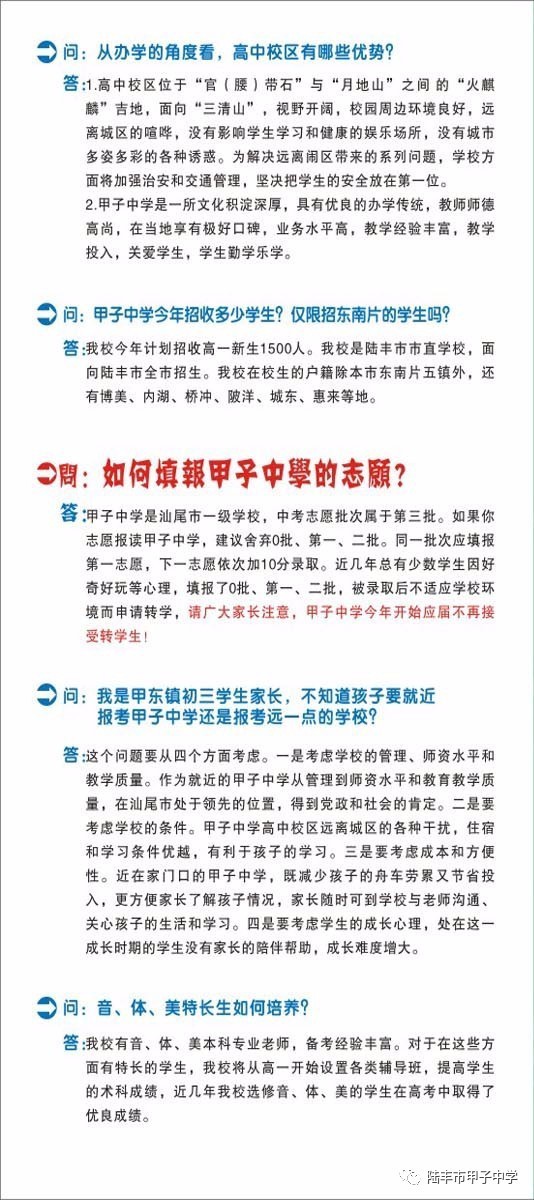 问：从办学的角度看，高中校区有哪些优势？
答：1.高中校区位于“官（腰）带石”与“月地山”之间 的“火麒
麟”吉地，面向“三清山”，视野开阔，校园周边环境良好，远
离城区的喧哗，没有影响学生学习和健康的娱乐场所，没有城市
多姿多彩的各种诱惑。为解决远离闹区带来的系列问题，学校方
面将加强治安和交通管理，坚决把学生的安全放在第一位。
2.甲子中学是一所文化积淀深厚，具有优良的办学传统，教师师德
高尚，在当地享有极好口碑，业务水平高，教学经验丰富，教学
投入，关爱学生，学生勤学乐学。
问：甲子中学今年招收多少学生？仅限招东南片的学生吗？
答：我校今年计划招收高一新生1500人。我校是陆丰市市直学校，面
向陆丰市全市招生。我校在校生的户籍除本市东南片五镇外，还
有博美、内湖、桥冲、陂洋、城东、惠来等地。
問：如何填報甲子中學的志願？
答：甲子中学是汕尾市一级学校，中考志愿批次属于第三批。如果你
志愿报读甲子中学，建议舍弃0批、第一、二批。同一批次应填报
第一志愿，下一志愿依次加10分录取。近几年总有少数学生因好
奇好玩等心理，填报了0批、第一、二批，被录取后不适应学校环
境而申请转学，请广大家长注意，甲子中学今年开始应届不再接
受转学生！
问：我是甲东镇初三学生家长，不知道孩子要就近
报考甲子中学还是报考远一点的学校？
答：这个问题要从四个方面考虑。一是考虑学校的管理、师资水平和
教学质量。作为就近的甲子中学从管理到师资水平和教育教学质
量，在汕尾市处于领先的位置，得到党政和社会的肯定。二是要
考虑学校的条件。甲子中学高中校区远离城区的各种干扰，住宿
和学习条件优越，有利于孩子的学习。三是要考虑成本和方便
性。近在家门口的甲子中学，既减少孩子的舟车劳累又节省投
入，更方便家长了解孩子情况，家长随时可到学校与老师沟通、
关心孩子的生活和学习。四是要考虑学生的成长心理，处在这一
成长时期的学生没有家长的陪伴帮助，成长难度增大。
问：音、体、美特长生如何培养？
答：我校有音、体、美本科专业老师，备考经验丰富。对于在这些方
面有特长的学生，我校将从高一开始设置各类辅导班，提高学生
的术科成绩，近几年我校选修音、体、美的学生在高考中取得了
优良成绩。
陆丰市甲子中学